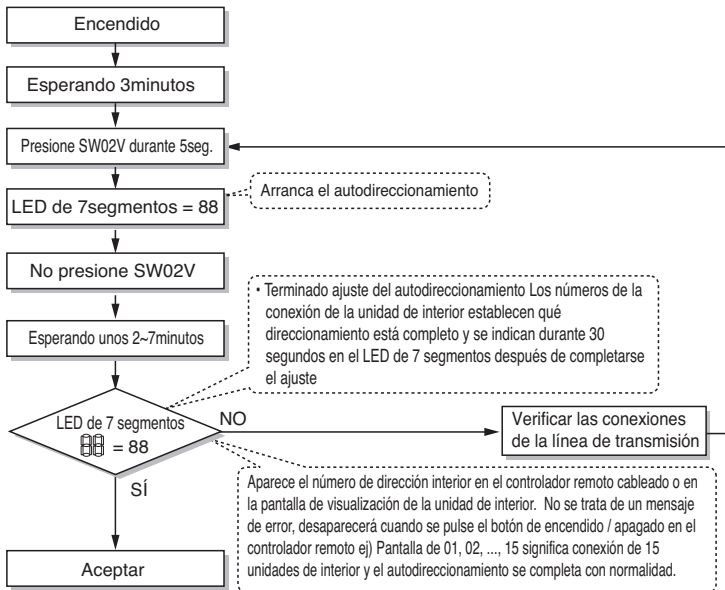 Encendido
Esperando 3minutos
Presione SW02V durante 5seg.
Arranca el autodireccionamiento
LED de 7segmentos = 88
No presione SW02V
• Terminado ajuste del autodireccionamiento Los números de la
conexión de la unidad de interior establecen qué
direccionamiento está completo y se indican durante 30
segundos en el LED de 7 segmentos después de completarse
el ajuste
Esperando unos 2~7minutos
LED de 7 segmentos
88 = 88
NO
Verificar las conexiones
de la línea de transmisión
SÍ
Aparece el número de dirección interior en el controlador remoto cableado o en
la pantalla de visualización de la unidad de interior. No se trata de un mensaje
de error, desaparecerá cuando se pulse el botón de encendido / apagado en el
controlador remoto ej) Pantalla de 01, 02, ..., 15 significa conexión de 15
unidades de interior y el autodireccionamiento se completa con normalidad.
Aceptar